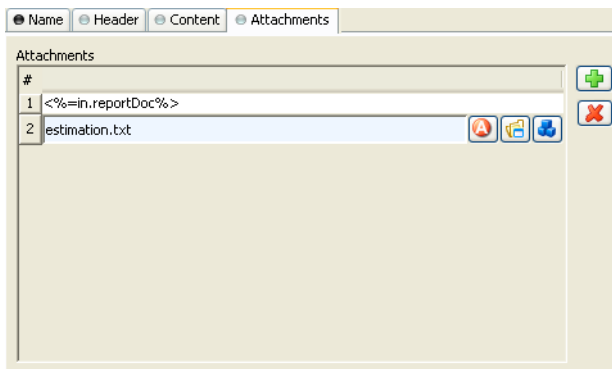 Name Header Content Attachments
Attachments
#
1 <%=in.reportDoc%>
2 estimation.txt A